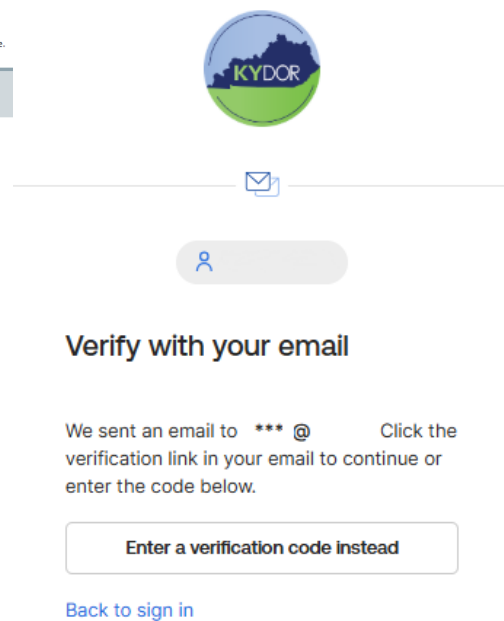 e.
KYDOR
Verify with your email
We sent an email to *** @ Click the
verification link in your email to continue or
enter the code below.
Enter a verification code instead
Back to sign in